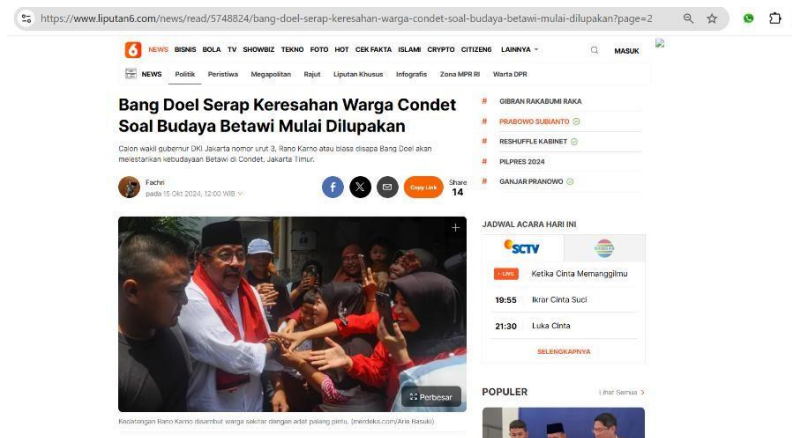 https://www.liputan6.com/news/read/5748824/bang-doel-serap-keresahan-warga-condet-soal-budaya-betawi-mulai-dilupakan?page=2
6 NEWS BISNIS BOLA TV SHOWBIZ TEKNO FOTO HOT CEK FAKTA ISLAMI CRYPTO CITIZEN6 LAINNYA MASUK
NEWS Politik Peristiwa Megapolitan Rajut Liputan Khusus Infografis Zona MPR RI Warta DPR
Bang Doel Serap Keresahan Warga Condet
Soal Budaya Betawi Mulai Dilupakan
Calon wakil gubernur DKI Jakarta nomor urut 3, Rano Karno atau biasa disapa Bang Doel akan
melestarikan kebudayaan Betawi di Condet, Jakarta Timur.
Fachri
pada 15 Okt 2024, 12:00 WIB
Copy Link
Share
14
Perbesar
Kedatangan Rano Karno disambut warga sekitar dengan adat palang pintu. (merdeka.com/Arie Basuki)
# GIBRAN RAKABUMI RAKA
# PRABOWO SUBIANTO
# RESHUFFLE KABINET
# PILPRES 2024
# GANJAR PRANOWO
JADWAL ACARA HARI INI
SCTV
LIVE Ketika Cinta Memanggilmu
19:55 Ikrar Cinta Suci
21:30 Luka Cinta
SELENGKAPNYA
POPULER Lihat Semua